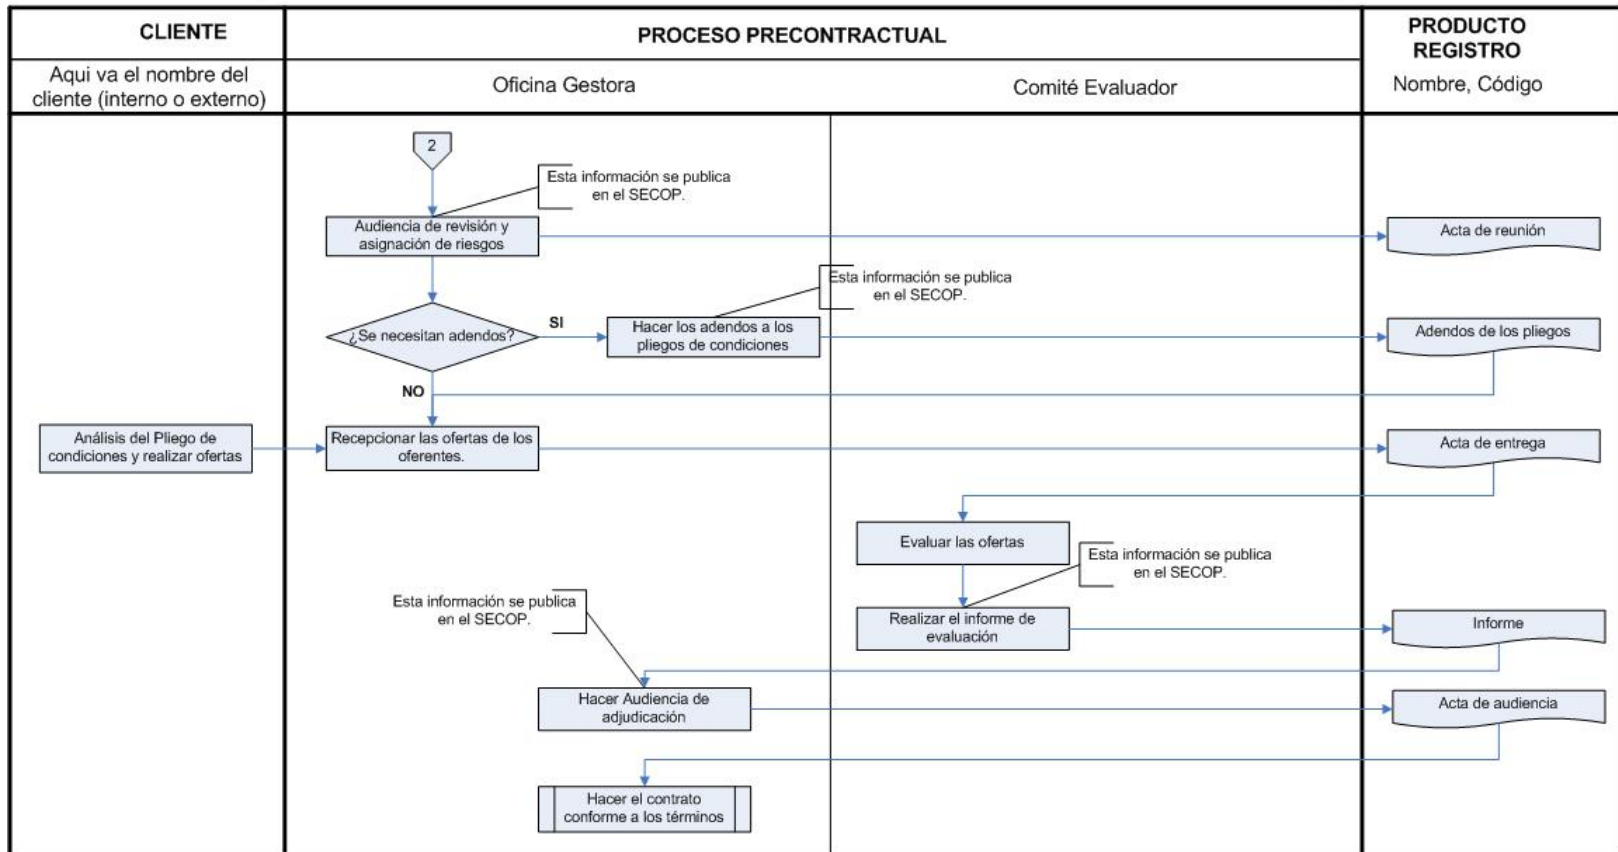 CLIENTE
PROCESO PRECONTRACTUAL
PRODUCTO
REGISTRO
Aqui va el nombre del
cliente (interno o externo)
Oficina Gestora
Comité Evaluador
Nombre, Código
2
Esta información se publica
en el SECOP.
Audiencia de revisión y
asignación de riesgos
Acta de reunión
Esta información se publica
en el SECOP.
¿Se necesitan adendos?
SI
Hacer los adendos a los
pliegos de condiciones
Adendos de los pliegos
NO
Análisis del Pliego de
condiciones y realizar ofertas
Recepcionar las ofertas de los
oferentes.
Acta de entrega
Evaluar las ofertas
Esta información se publica
en el SECOP.
Esta información se publica
en el SECOP.
Realizar el informe de
evaluación
Informe
Hacer Audiencia de
adjudicación
Acta de audiencia
Hacer el contrato
conforme a los términos